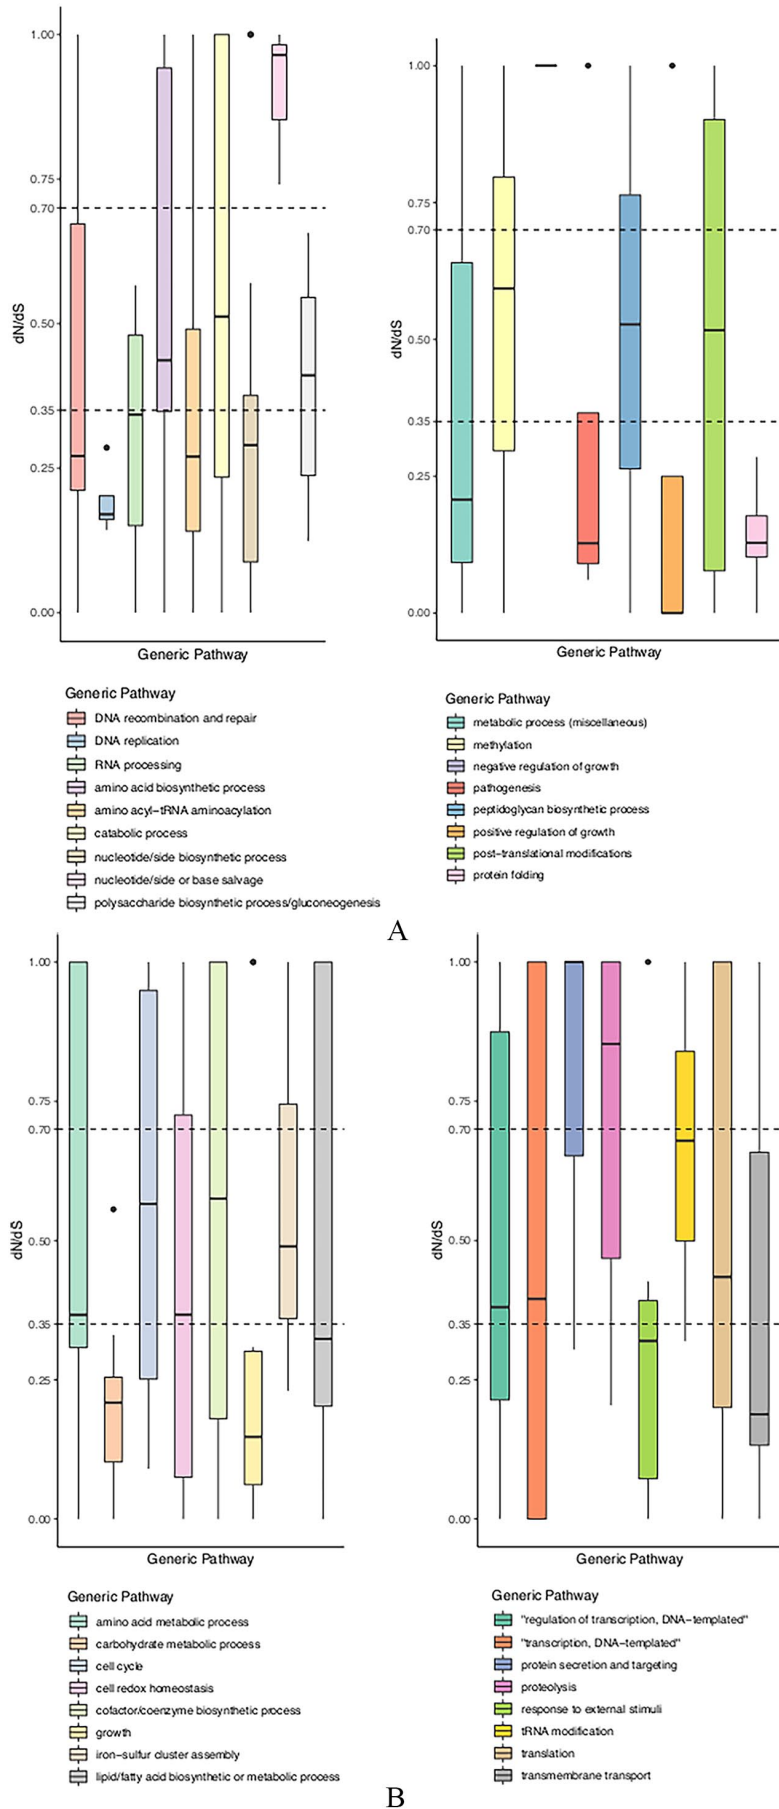 1.00
0.75
0.70
0.50
0.35
0.25
0.00
dN/dS
Generic Pathway
Generic Pathway
DNA recombination and repair
DNA replication
RNA processing
amino acid biosynthetic process
amino acyl-tRNA aminoacylation
catabolic process
nucleotide/side biosynthetic process
nucleotide/side or base salvage
polysaccharide biosynthetic process/gluconeogenesis
1.00
0.75
0.70
0.50
0.35
0.25
0.00
dN/dS
Generic Pathway
Generic Pathway
metabolic process (miscellaneous)
methylation
negative regulation of growth
pathogenesis
peptidoglycan biosynthetic process
positive regulation of growth
post-translational modifications
protein folding
A
1.00
0.75
0.70
0.50
0.35
0.25
0.00
dN/dS
Generic Pathway
Generic Pathway
amino acid metabolic process
carbohydrate metabolic process
cell cycle
cell redox homeostasis
cofactor/coenzyme biosynthetic process
growth
iron-sulfur cluster assembly
lipid/fatty acid biosynthetic or metabolic process
1.00
0.75
0.70
0.50
0.35
0.25
0.00
dN/dS
Generic Pathway
Generic Pathway
"regulation of transcription, DNA-templated"
"transcription, DNA-templated"
protein secretion and targeting
proteolysis
response to external stimuli
tRNA modification
translation
transmembrane transport
B